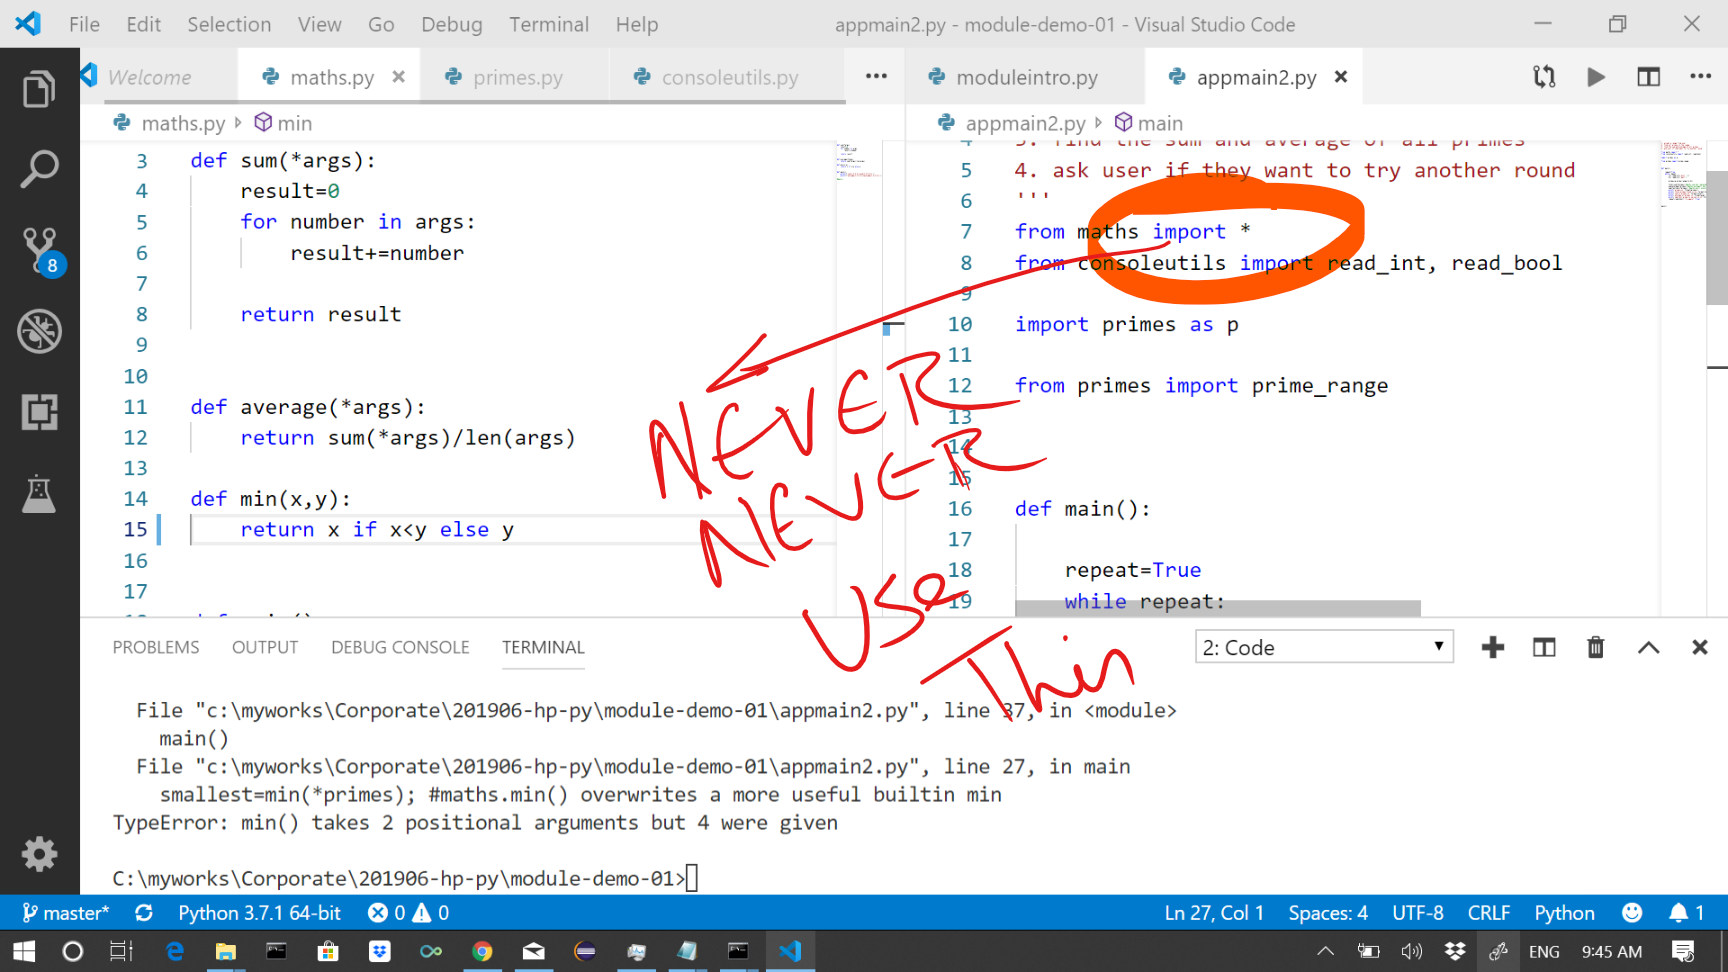 File Edit Selection View Go Debug Terminal Help
appmain2.py - module-demo-01 - Visual Studio Code
Welcome maths.py primes.py consoleutils.py
maths.py min
3 def sum(*args):
4 result=0
5 for number in args:
6 result+=number
7
8 return result
9
10
11 def average(*args):
12 return sum(*args)/len(args)
13
14 def min(x,y):
15 return x if x<y else y
16
17
moduleintro.py appmain2.py
appmain2.py main
3. find the sum and average of all primes
5 4. ask user if they want to try another round
6 '''
7 from maths import *
8 from consoleutils import read_int, read_bool
9
10 import primes as p
11
12 from primes import prime_range
13
14
15
16 def main():
17
18 repeat=True
19 while repeat:
NEVER
NEVER
USe
Thin
PROBLEMS OUTPUT DEBUG CONSOLE TERMINAL
2: Code
File "c:\myworks\Corporate\201906-hp-py\module-demo-01\appmain2.py", line 37, in <module>
main()
File "c:\myworks\Corporate\201906-hp-py\module-demo-01\appmain2.py", line 27, in main
smallest=min(*primes); #maths.min() overwrites a more useful builtin min
TypeError: min() takes 2 positional arguments but 4 were given
C:\myworks\Corporate\201906-hp-py\module-demo-01>
8
master* Python 3.7.1 64-bit 0 0 Ln 27, Col 1 Spaces: 4 UTF-8 CRLF Python 1
ENG 9:45 AM